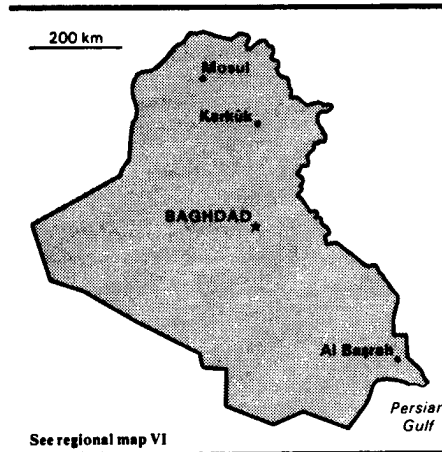 200 km
Mosul
Karkūk
BAGHDAD
Al Başrah
Persian
Gulf
See regional map VI